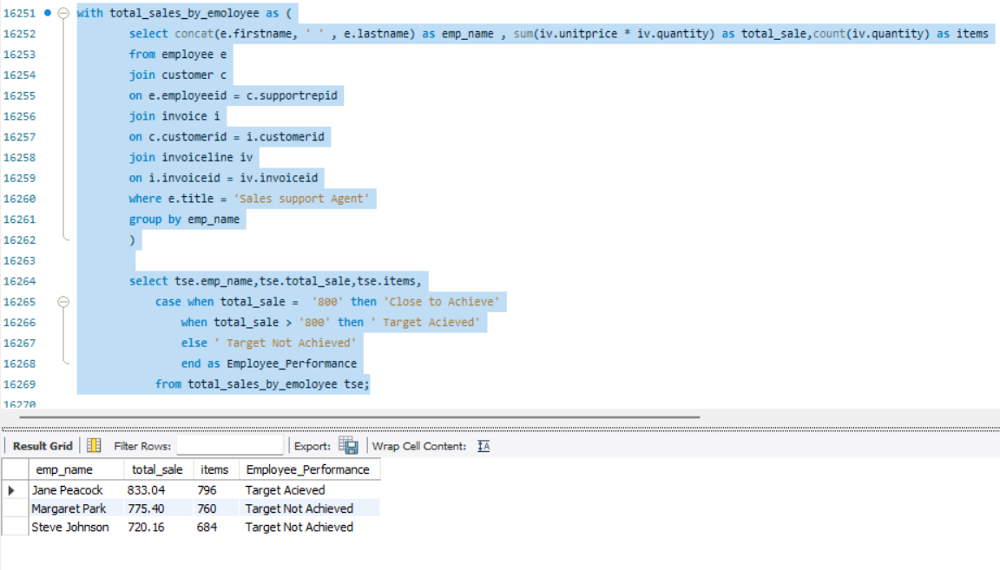 16251 with total_sales_by_emoloyee as (
16252 select concat(e.firstname, ' ' , e.lastname) as emp_name , sum(iv.unitprice * iv.quantity) as total_sale,count(iv.quantity) as items
16253 from employee e
16254 join customer c
16255 on e.employeeid = c.supportrepid
16256 join invoice i
16257 on c.customerid = i.customerid
16258 join invoiceline iv
16259 on i.invoiceid = iv.invoiceid
16260 where e.title = 'Sales support Agent'
16261 group by emp_name
16262 )
16263
16264 select tse.emp_name,tse.total_sale,tse.items,
16265 case when total_sale = '800' then 'Close to Achieve'
16266 when total_sale > '800' then ' Target Acieved'
16267 else ' Target Not Achieved'
16268 end as Employee_Performance
16269 from total_sales_by_emoloyee tse;
16270
Result Grid Filter Rows: Export: Wrap Cell Content: IA
emp_name total_sale items Employee_Performance
Jane Peacock 833.04 796 Target Acieved
Margaret Park 775.40 760 Target Not Achieved
Steve Johnson 720.16 684 Target Not Achieved